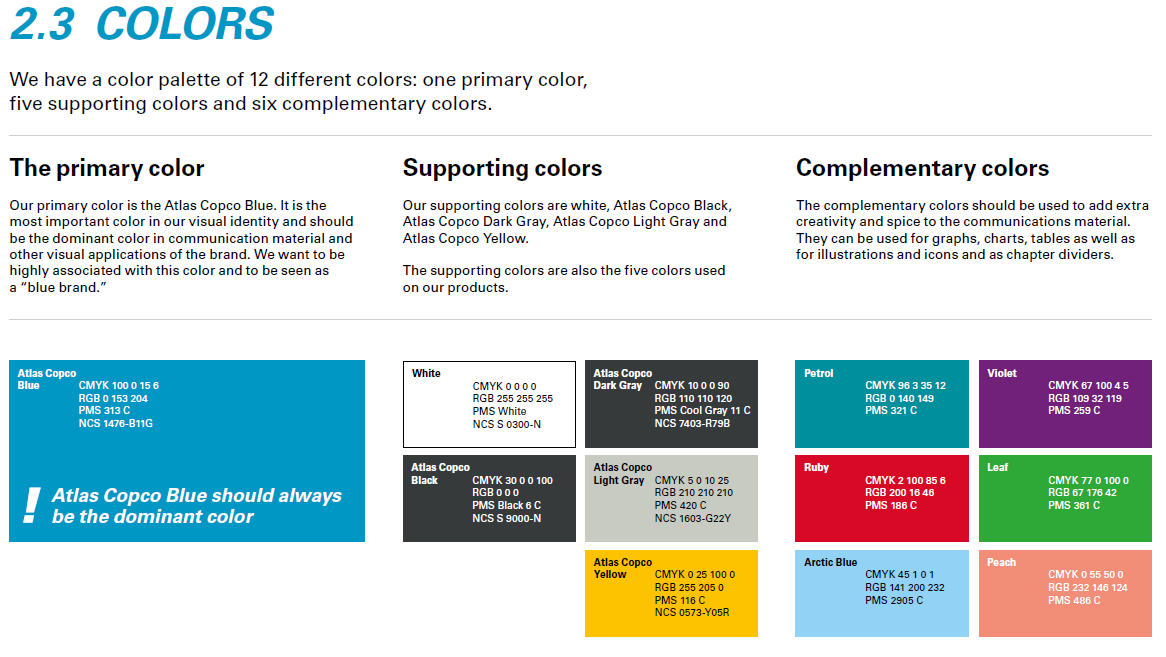 2.3 COLORS
We have a color palette of 12 different colors: one primary color,
five supporting colors and six complementary colors.
The primary color
Our primary color is the Atlas Copco Blue. It is the
most important color in our visual identity and should
be the dominant color in communication material and
other visual applications of the brand. We want to be
highly associated with this color and to be seen as
a “blue brand.”
Supporting colors
Our supporting colors are white, Atlas Copco Black,
Atlas Copco Dark Gray, Atlas Copco Light Gray and
Atlas Copco Yellow.
The supporting colors are also the five colors used
on our products.
Complementary colors
The complementary colors should be used to add extra
creativity and spice to the communications material.
They can be used for graphs, charts, tables as well as
for illustrations and icons and as chapter dividers.
Atlas Copco
Blue CMYK 100 0 15 6
RGB 0 153 204
PMS 313 C
NCS 1476-B11G
! Atlas Copco Blue should always
be the dominant color
White
CMYK 0 0 0 0
RGB 255 255 255
PMS White
NCS S 0300-N
Atlas Copco
Dark Gray CMYK 10 0 0 90
RGB 110 110 120
PMS Cool Gray 11 C
NCS 7403-R79B
Atlas Copco
Black CMYK 30 0 0 100
RGB 0 0 0
PMS Black 6 C
NCS S 9000-N
Atlas Copco
Light Gray CMYK 5 0 10 25
RGB 210 210 210
PMS 420 C
NCS 1603-G22Y
Atlas Copco
Yellow CMYK 0 25 100 0
RGB 255 205 0
PMS 116 C
NCS 0573-Y05R
Petrol
CMYK 96 3 35 12
RGB 0 140 149
PMS 321 C
Violet
CMYK 67 100 4 5
RGB 109 32 119
PMS 259 C
Ruby
CMYK 2 100 85 6
RGB 200 16 46
PMS 186 C
Leaf
CMYK 77 0 100 0
RGB 67 176 42
PMS 361 C
Arctic Blue
CMYK 45 1 0 1
RGB 141 200 232
PMS 2905 C
Peach
CMYK 0 55 50 0
RGB 232 146 124
PMS 486 C